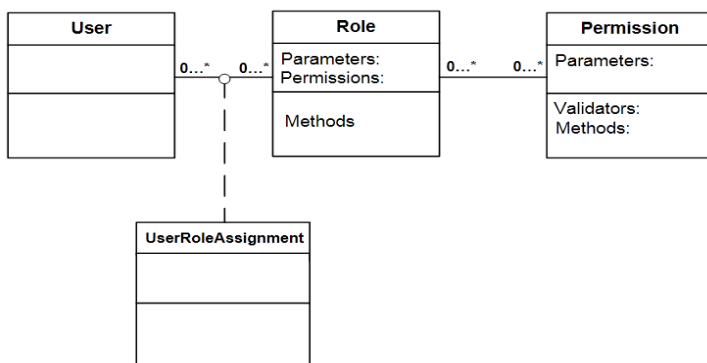 User
Role
Permission
Parameters:
Permissions:
Methods
Parameters:
Validators:
Methods:
0...* 0...*
0...* 0...*
UserRoleAssignment